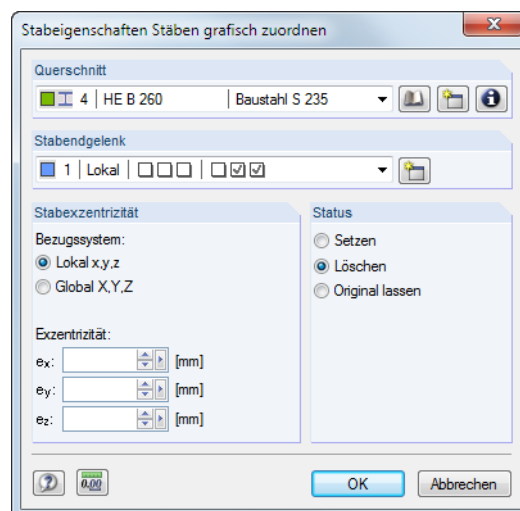 Stabeigenschaften Stäben grafisch zuordnen
Querschnitt
4 | HE B 260 | Baustahl S 235
Stabendgelenk
1 | Lokal |
Stabexzentrizität
Bezugssystem:
Lokal x,y,z
Global X,Y,Z
Exzentrizität:
ex: [mm]
ey: [mm]
ez: [mm]
Status
Setzen
Löschen
Original lassen
0.00
OK
Abbrechen